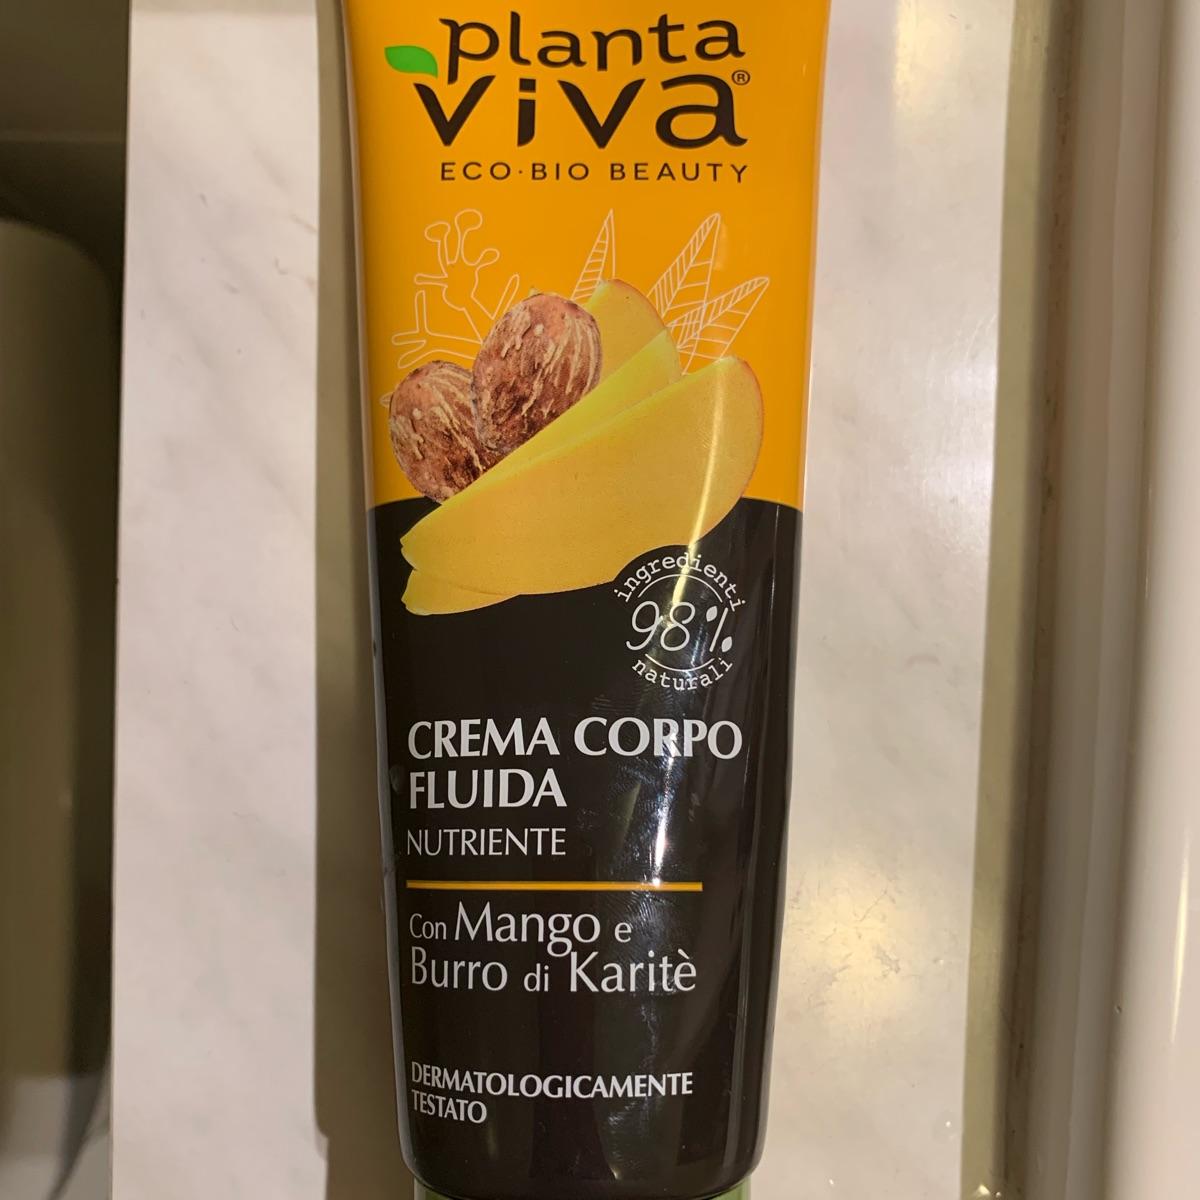 planta
viva®
ECO·BIO BEAUTY
ingredienti
98%
naturali
CREMA CORPO
FLUIDA
NUTRIENTE
Con Mango e
Burro di Karitè
DERMATOLOGICAMENTE
TESTATO